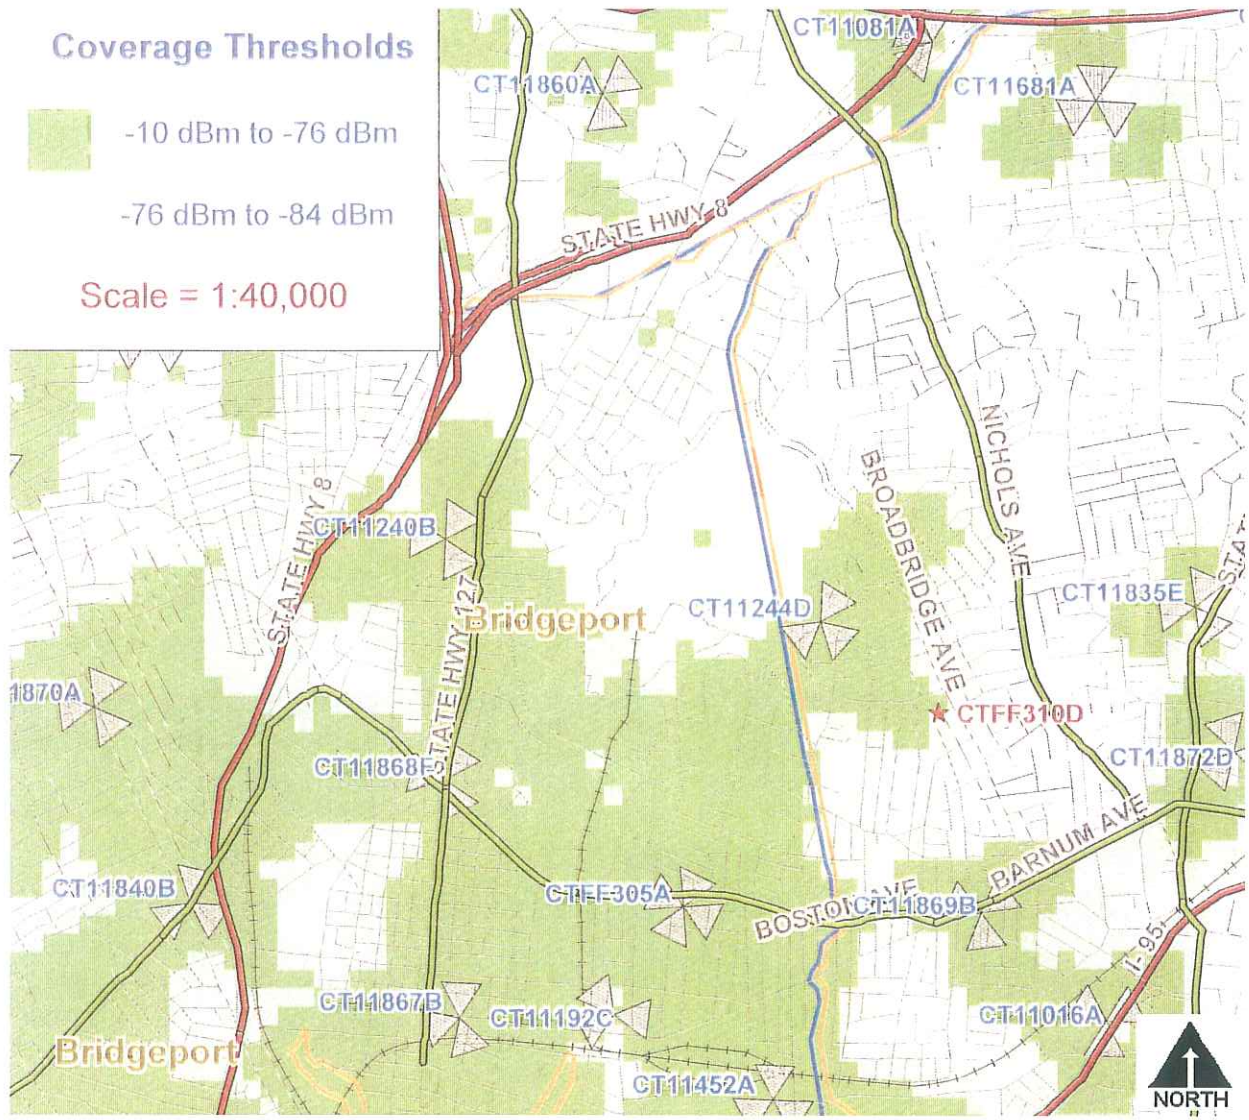 Coverage Thresholds
-10 dBm to -76 dBm
-76 dBm to -84 dBm
Scale = 1:40,000
CT11081A
CT11860A
CT11681A
STATE HWY 8
NICHOLS AVE
BROADBRIDGE AVE
STATE HWY 8
CT11240B
STATE HWY 127
Bridgeport
CT11244D
CT11835E
STATE
1870A
CTFF310D
CT11868F
CT11872D
BARNUM AVE
CT11840B
CTFF305A
BOSTON AVE
CT11869B
I-95
CT11867B
CT11192C
CT11016A
Bridgeport
CT11452A
NORTH